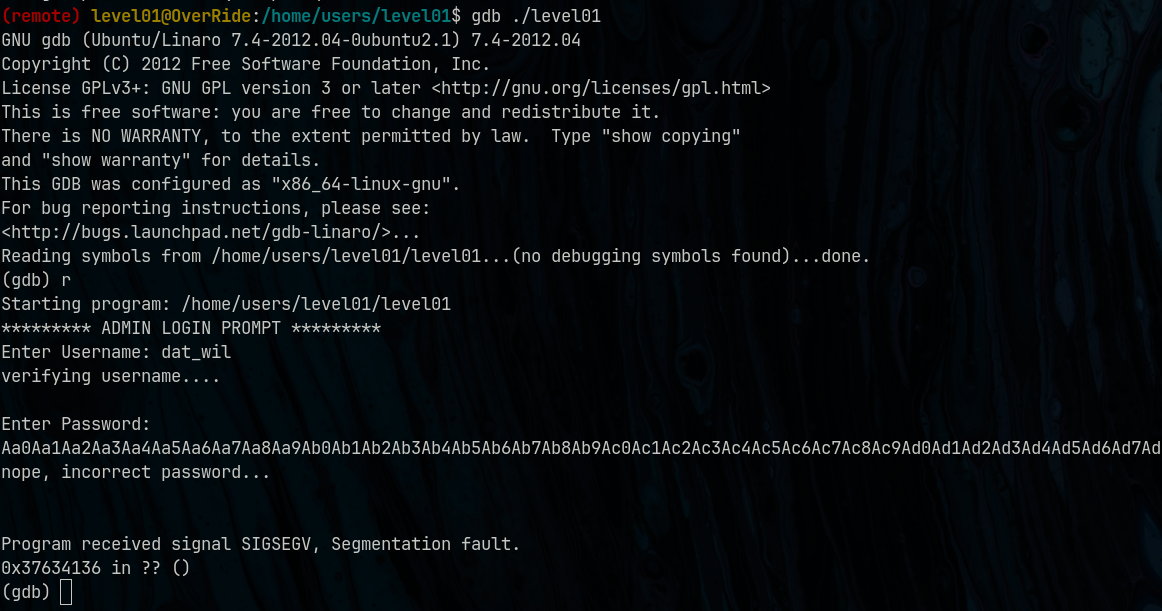 (remote) level01@OverRide:/home/users/level01$ gdb ./level01
GNU gdb (Ubuntu/Linaro 7.4-2012.04-0ubuntu2.1) 7.4-2012.04
Copyright (C) 2012 Free Software Foundation, Inc.
License GPLv3+: GNU GPL version 3 or later <http://gnu.org/licenses/gpl.html>
This is free software: you are free to change and redistribute it.
There is NO WARRANTY, to the extent permitted by law.  Type "show copying"
and "show warranty" for details.
This GDB was configured as "x86_64-linux-gnu".
For bug reporting instructions, please see:
<http://bugs.launchpad.net/gdb-linaro/>...
Reading symbols from /home/users/level01/level01...(no debugging symbols found)...done.
(gdb) r
Starting program: /home/users/level01/level01
********* ADMIN LOGIN PROMPT *********
Enter Username: dat_wil
verifying username....
Enter Password:
Aa0Aa1Aa2Aa3Aa4Aa5Aa6Aa7Aa8Aa9Ab0Ab1Ab2Ab3Ab4Ab5Ab6Ab7Ab8Ab9Ac0Ac1Ac2Ac3Ac4Ac5Ac6Ac7Ac8Ac9Ad0Ad1Ad2Ad3Ad4Ad5Ad6Ad7Ad
nope, incorrect password...
Program received signal SIGSEGV, Segmentation fault.
0x37634136 in ?? ()
(gdb)